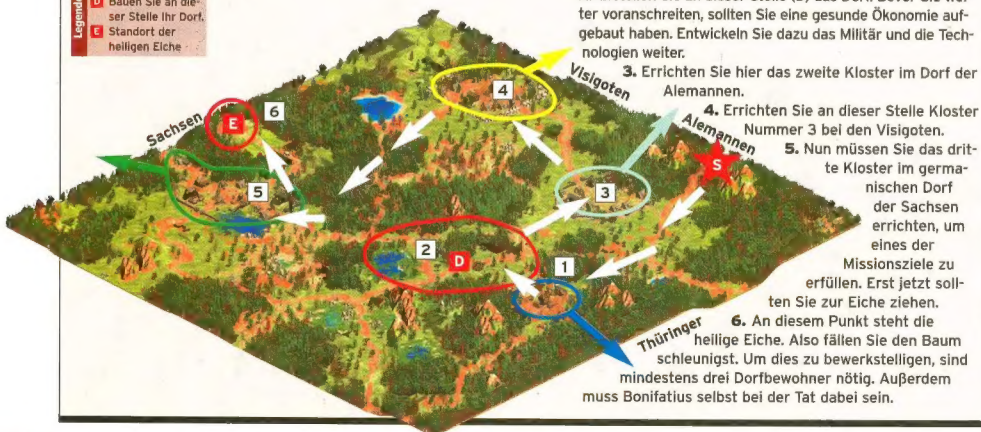 Legende
D Bauen Sie an die-
ser Stelle Ihr Dorf.
E Standort der
heiligen Eiche
ter voranschreiten, sollten Sie eine gesunde Ökonomie auf-
gebaut haben. Entwickeln Sie dazu das Militär und die Tech-
nologien weiter.
3. Errichten Sie hier das zweite Kloster im Dorf der
Alemannen.
4. Errichten Sie an dieser Stelle Kloster
Nummer 3 bei den Visigoten.
5. Nun müssen Sie das drit-
te Kloster im germa-
nischen Dorf
der Sachsen
errichten, um
eines der
Missionsziele zu
erfüllen. Erst jetzt soll-
ten Sie zur Eiche ziehen.
6. An diesem Punkt steht die
heilige Eiche. Also fällen Sie den Baum
schleunigst. Um dies zu bewerkstelligen, sind
mindestens drei Dorfbewohner nötig. Außerdem
muss Bonifatius selbst bei der Tat dabei sein.
Visigoten
Alemannen
Sachsen
Thüringer
E
6
4
S
5
3
2
D
1